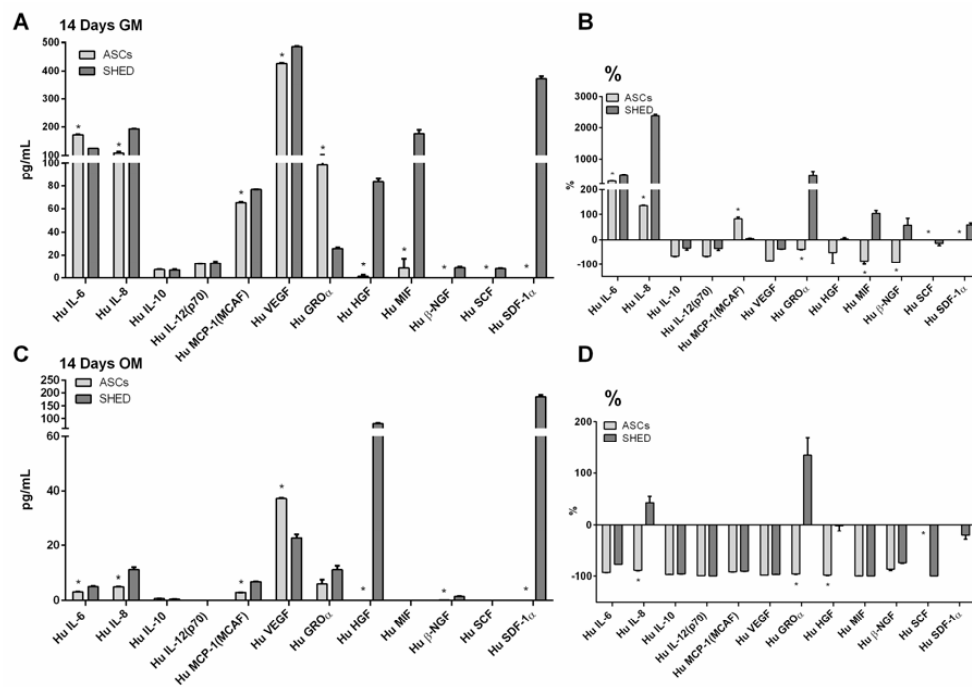 A
14 Days GM
ASCs
SHED
pg/mL
500
400
300
200
100
100
80
60
40
20
0
* * * * * * * * * *
Hu IL-6
Hu IL-8
Hu IL-10
Hu IL-12(p70)
Hu MCP-1(MCAF)
Hu VEGF
Hu GROα
Hu HGF
Hu MIF
Hu β-NGF
Hu SCF
Hu SDF-1α
B
%
ASCs
SHED
%
3000
2000
1000
200
100
0
-100
* * * * * * * *
Hu IL-6
Hu IL-8
Hu IL-10
Hu IL-12(p70)
Hu MCP-1(MCAF)
Hu VEGF
Hu GROα
Hu HGF
Hu MIF
Hu β-NGF
Hu SCF
Hu SDF-1α
C
14 Days OM
ASCs
SHED
pg/mL
250
200
150
100
50
60
40
20
0
* * * * * * *
Hu IL-6
Hu IL-8
Hu IL-10
Hu IL-12(p70)
Hu MCP-1(MCAF)
Hu VEGF
Hu GROα
Hu HGF
Hu MIF
Hu β-NGF
Hu SCF
Hu SDF-1α
D
%
ASCs
SHED
%
200
100
0
-100
* * * *
Hu IL-6
Hu IL-8
Hu IL-10
Hu IL-12(p70)
Hu MCP-1(MCAF)
Hu VEGF
Hu GROα
Hu HGF
Hu MIF
Hu β-NGF
Hu SCF
Hu SDF-1α